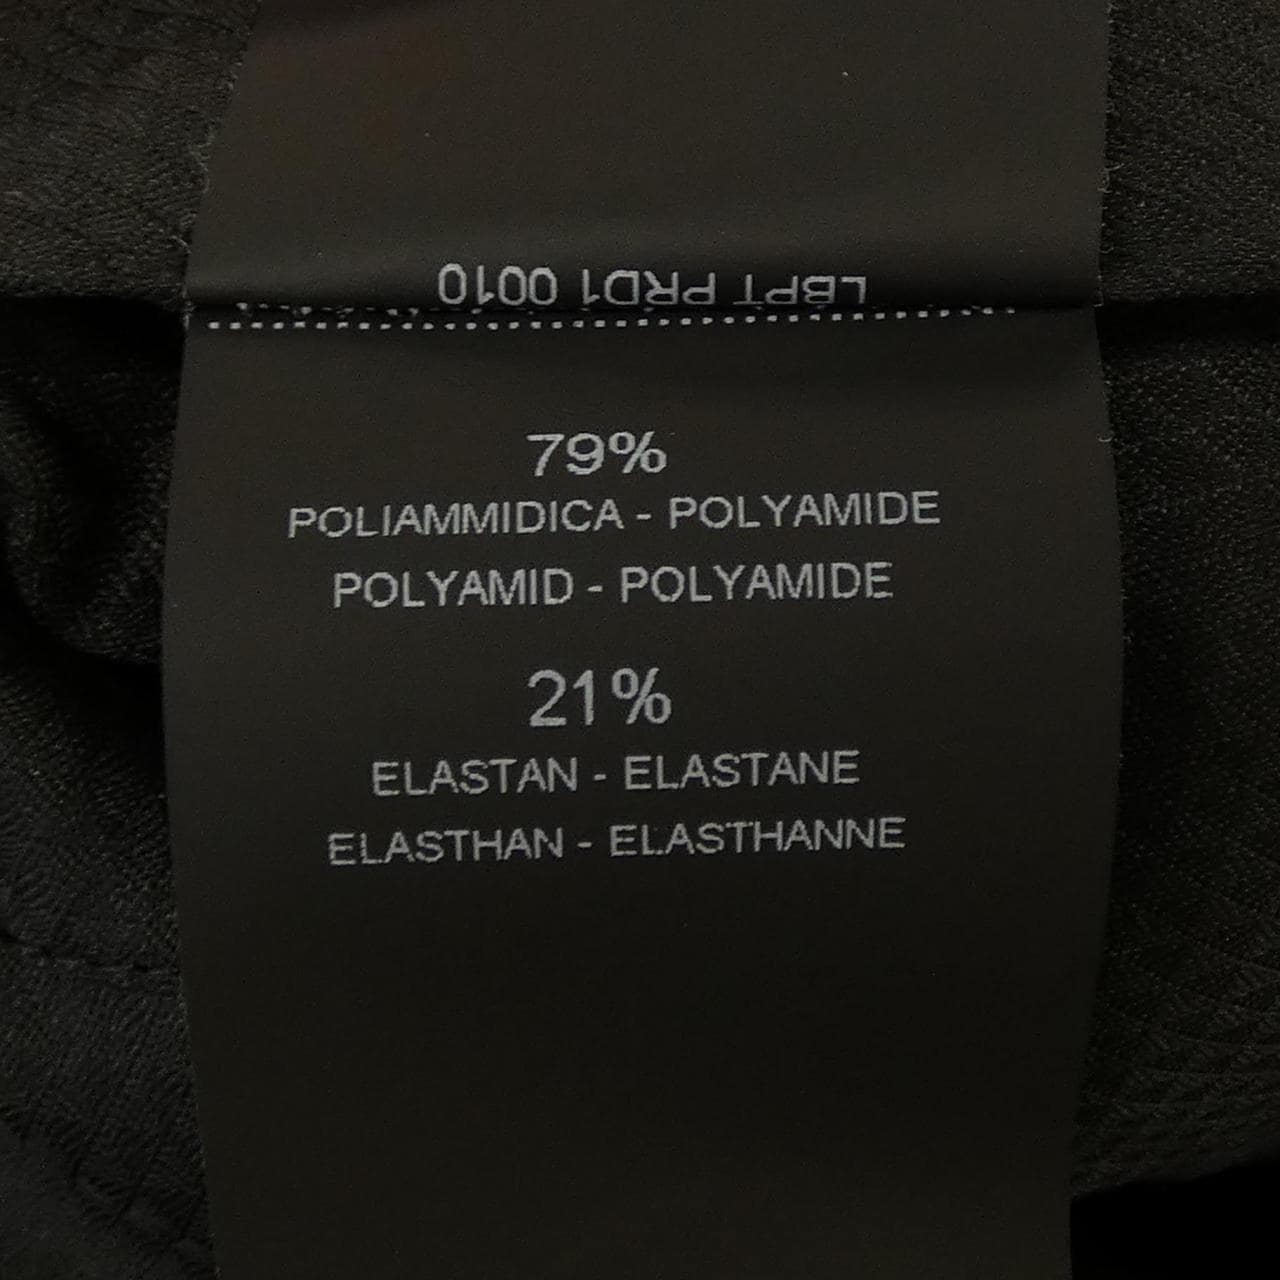 LBPT PRD1 0010
79%
POLIAMMIDICA - POLYAMIDE
POLYAMID - POLYAMIDE
21%
ELASTAN - ELASTANE
ELASTHAN - ELASTHANNE